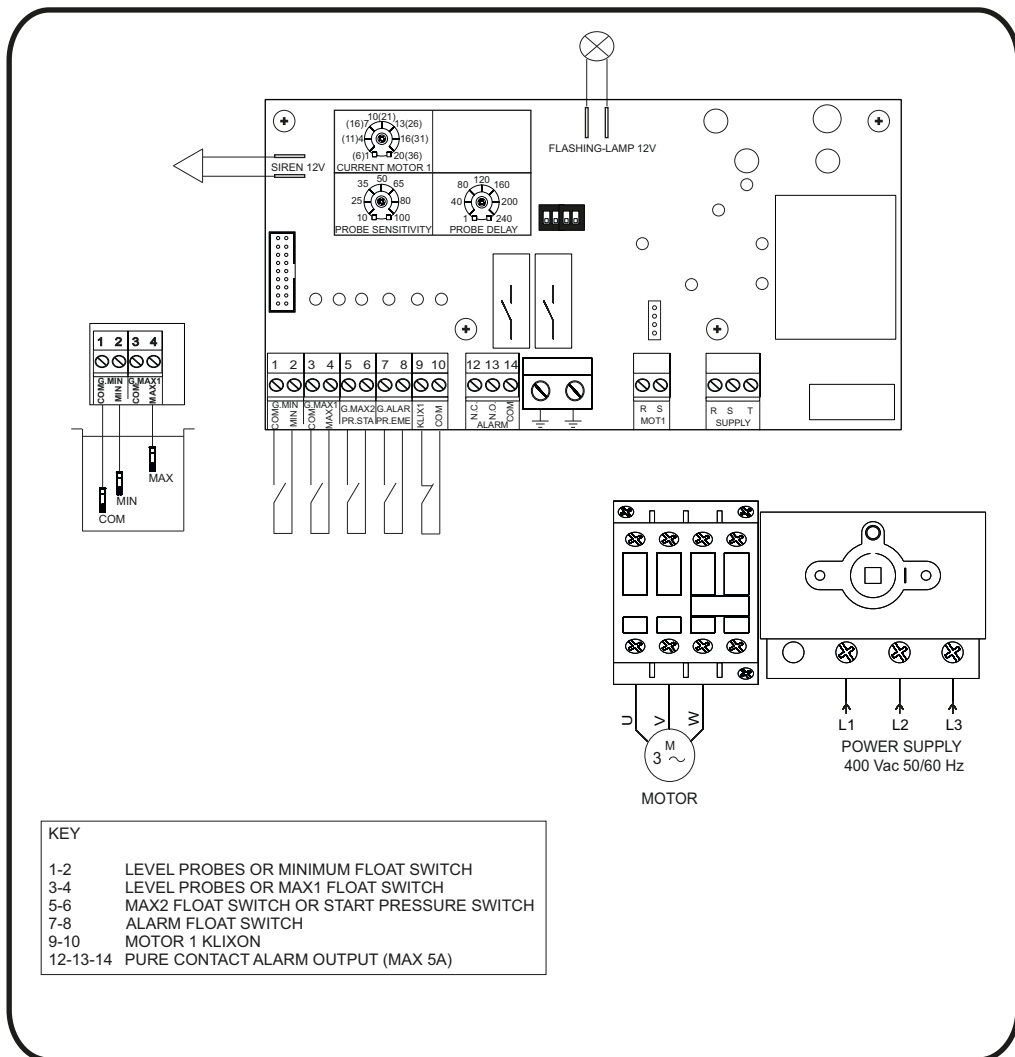 FLASHING-LAMP 12V
SIREN 12V
10(21)
(16)7 13(26)
(11)4 16(31)
(6)1 20(36)
CURRENT MOTOR 1
50
35 65
25 80
10 100
PROBE SENSITIVITY
120
80 160
40 200
1 240
PROBE DELAY
1 2 3 4
G.MIN G.MAX1
COM MIN COM MAX
MAX
MIN
COM
1 2 3 4 5 6 7 8 9 10
G.MIN G.MAX1 G.MAX2 G.ALAR
COM MIN COM MAX1 PR.STA PR.EME KLIX1 COM
12 13 14
N.C. N.O. COM
ALARM
R S
MOT1
R S T
SUPPLY
U V W
M
3 ~
MOTOR
L1 L2 L3
POWER SUPPLY
400 Vac 50/60 Hz
KEY
1-2 LEVEL PROBES OR MINIMUM FLOAT SWITCH
3-4 LEVEL PROBES OR MAX1 FLOAT SWITCH
5-6 MAX2 FLOAT SWITCH OR START PRESSURE SWITCH
7-8 ALARM FLOAT SWITCH
9-10 MOTOR 1 KLIXON
12-13-14 PURE CONTACT ALARM OUTPUT (MAX 5A)